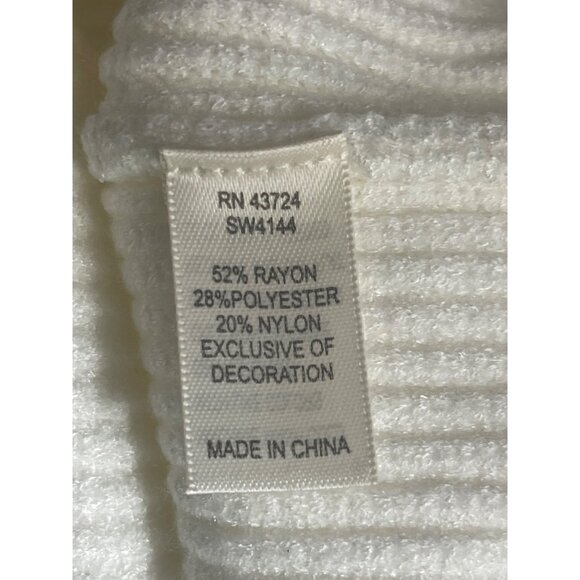 RN 43724
SW4144
52% RAYON
28%POLYESTER
20% NYLON
EXCLUSIVE OF
DECORATION
MADE IN CHINA